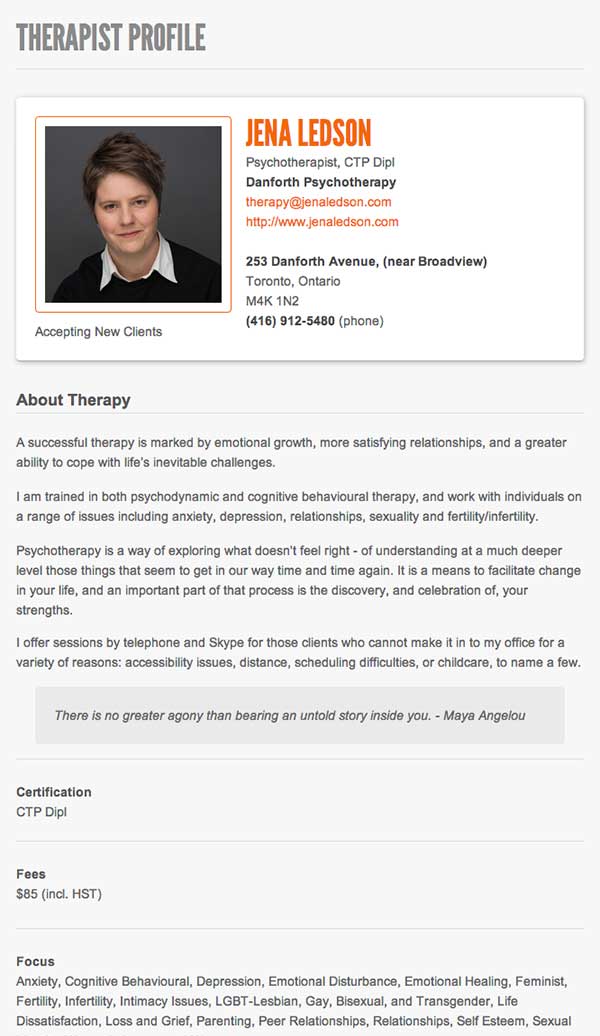 THERAPIST PROFILE
JENA LEDSON
Psychotherapist, CTP Dipl
Danforth Psychotherapy
therapy@jenaledson.com
http://www.jenaledson.com
253 Danforth Avenue, (near Broadview)
Toronto, Ontario
M4K 1N2
(416) 912-5480 (phone)
Accepting New Clients
About Therapy
A successful therapy is marked by emotional growth, more satisfying relationships, and a greater
ability to cope with life's inevitable challenges.
I am trained in both psychodynamic and cognitive behavioural therapy, and work with individuals on
a range of issues including anxiety, depression, relationships, sexuality and fertility/infertility.
Psychotherapy is a way of exploring what doesn't feel right - of understanding at a much deeper
level those things that seem to get in our way time and time again. It is a means to facilitate change
in your life, and an important part of that process is the discovery, and celebration of, your
strengths.
I offer sessions by telephone and Skype for those clients who cannot make it in to my office for a
variety of reasons: accessibility issues, distance, scheduling difficulties, or childcare, to name a few.
There is no greater agony than bearing an untold story inside you. - Maya Angelou
Certification
CTP Dipl
Fees
$85 (incl. HST)
Focus
Anxiety, Cognitive Behavioural, Depression, Emotional Disturbance, Emotional Healing, Feminist,
Fertility, Infertility, Intimacy Issues, LGBT-Lesbian, Gay, Bisexual, and Transgender, Life
Dissatisfaction, Loss and Grief, Parenting, Peer Relationships, Relationships, Self Esteem, Sexual